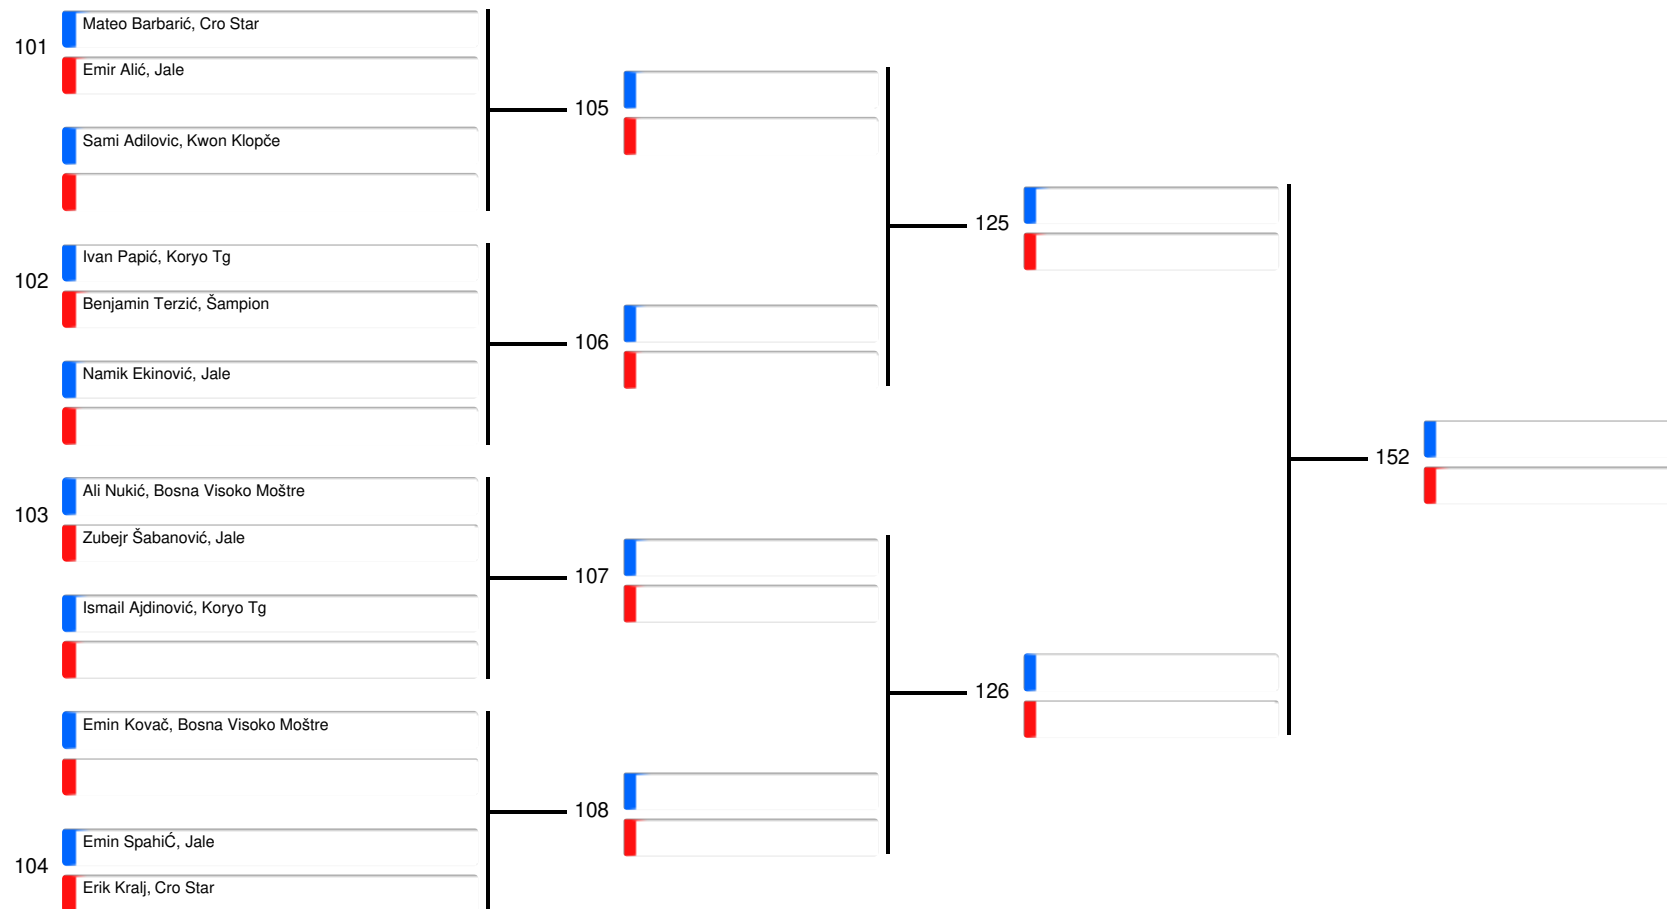 Mateo Barbarić, Cro Star
101
Emir Alić, Jale
105
Sami Adilovic, Kwon Klopče
125
Ivan Papić, Koryo Tg
102
Benjamin Terzić, Šampion
106
Namik Ekinović, Jale
152
Ali Nukić, Bosna Visoko Moštre
103
Zubejr Šabanović, Jale
107
Ismail Ajdinović, Koryo Tg
126
Emin Kovač, Bosna Visoko Moštre
108
Emin SpahiĆ, Jale
104
Erik Kralj, Cro Star